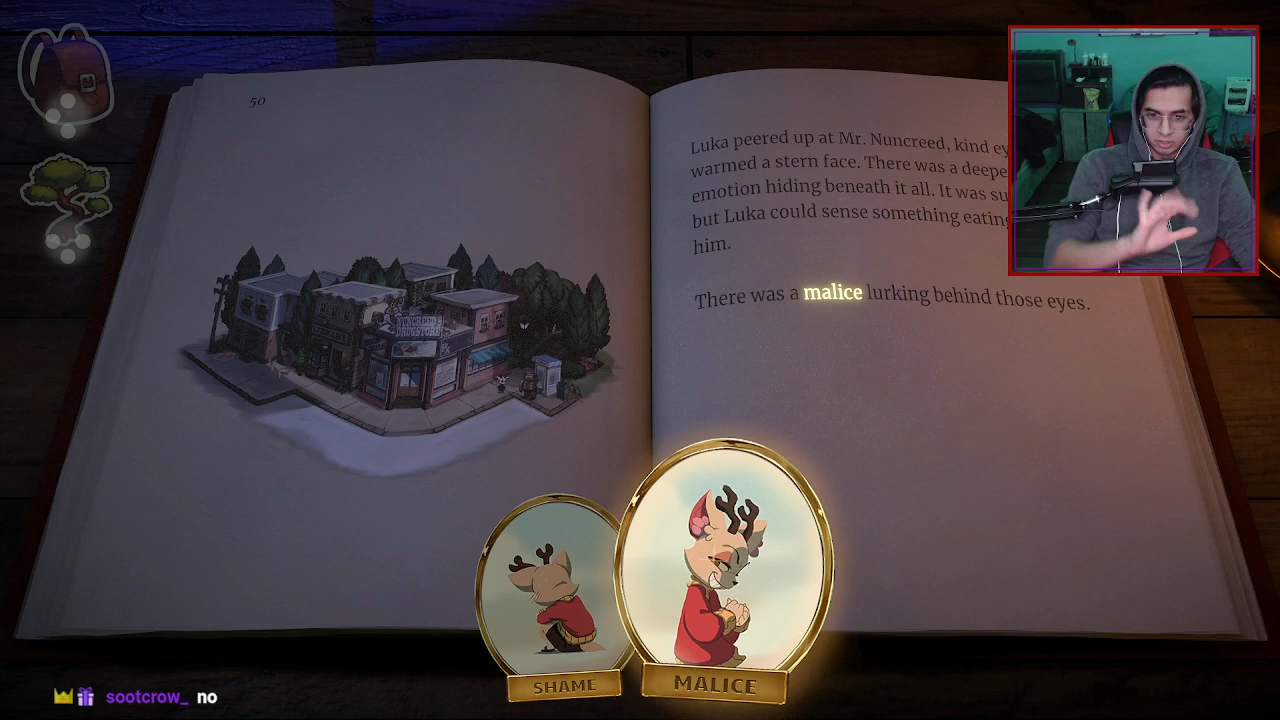 50
Luka peered up at Mr. Nuncreed, kind ey
warmed a stern face. There was a deepe
emotion hiding beneath it all. It was su
but Luka could sense something eating
him.
There was a malice lurking behind those eyes.
SHAME
MALICE
sootcrow_ no